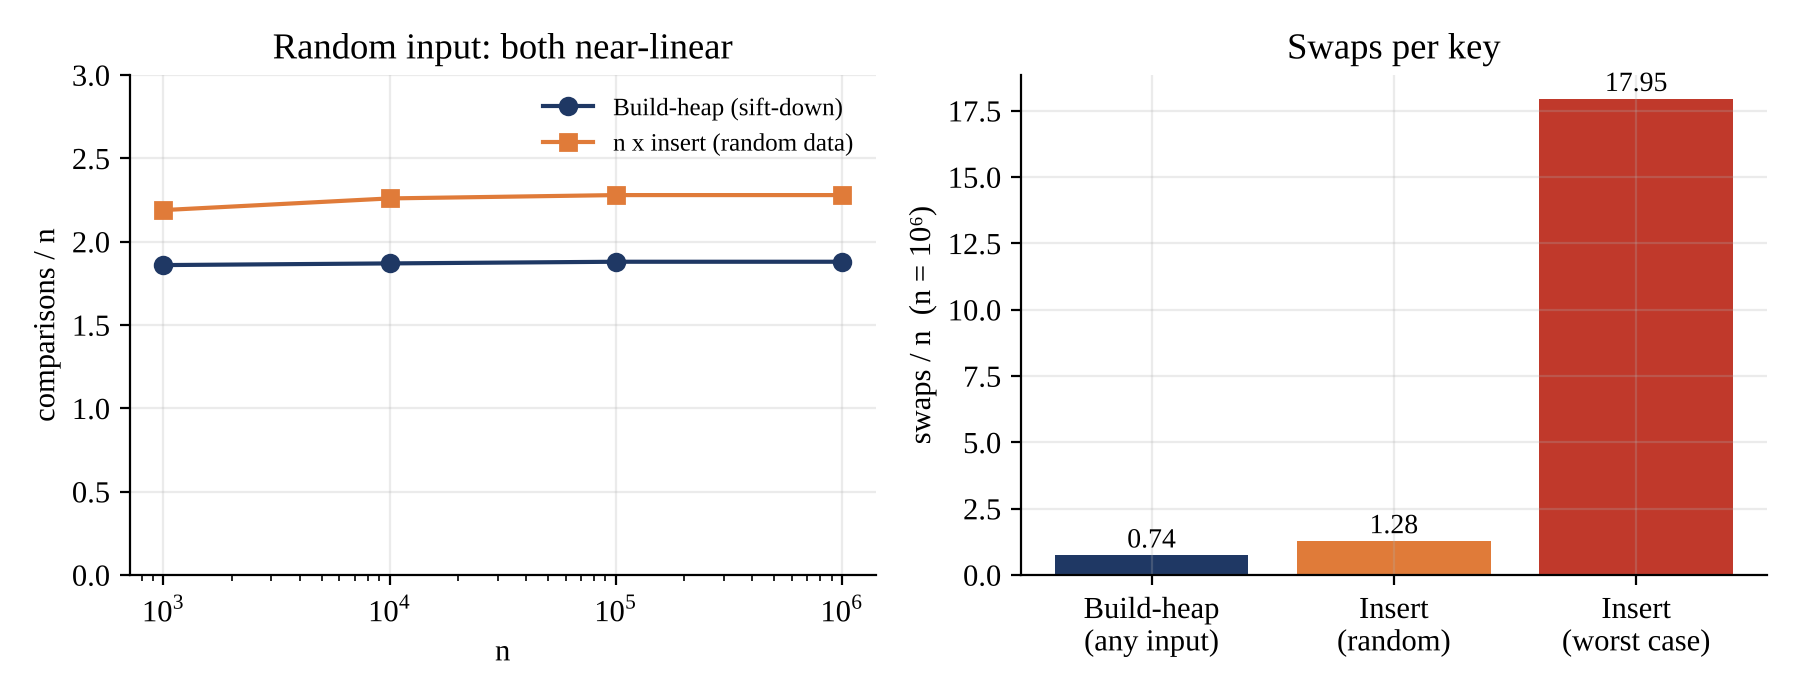 Random input: both near-linear
3.0
2.5
2.0
1.5
1.0
0.5
0.0
comparisons / n
Build-heap (sift-down)
n x insert (random data)
10³
10⁴
10⁵
10⁶
n
Swaps per key
17.5
15.0
12.5
10.0
7.5
5.0
2.5
0.0
swaps / n (n = 10⁶)
0.74
1.28
17.95
Build-heap
(any input)
Insert
(random)
Insert
(worst case)